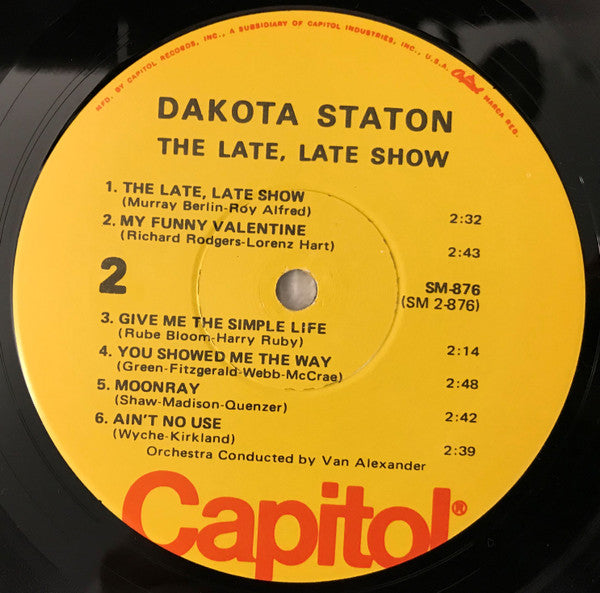 MFD. BY CAPITOL RECORDS, INC., A SUBSIDIARY OF CAPITOL INDUSTRIES, INC., U.S.A. Capitol MARCA REG.
DAKOTA STATON
THE LATE, LATE SHOW
1. THE LATE, LATE SHOW
(Murray Berlin-Roy Alfred) 2:32
2. MY FUNNY VALENTINE
(Richard Rodgers-Lorenz Hart) 2:43
2 SM-876
(SM 2-876)
3. GIVE ME THE SIMPLE LIFE
(Rube Bloom-Harry Ruby) 2:14
4. YOU SHOWED ME THE WAY
(Green-Fitzgerald-Webb-McCrae) 2:48
5. MOONRAY
(Shaw-Madison-Quenzer) 2:42
6. AIN'T NO USE
(Wyche-Kirkland) 2:39
Orchestra Conducted by Van Alexander
Capitol®